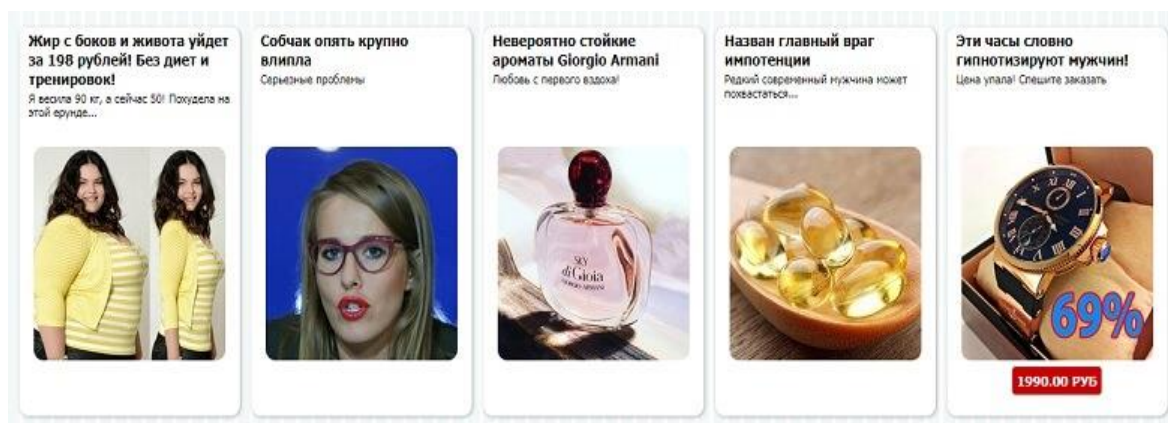 Жир с боков и живота уйдет
за 198 рублей! Без диет и
тренировок!
Я весила 90 кг, а сейчас 50! Похудела на
этой ерунде...
Собчак опять крупно
влипла
Серьезные проблемы
Невероятно стойкие
ароматы Giorgio Armani
Любовь с первого вздоха!
Назван главный враг
импотенции
Редкий современный мужчина может
похвастаться...
Эти часы словно
гипнотизируют мужчин!
Цена упала! Спешите заказать
SKY
di Gioia
GIORGIO ARMANI
69%
1990.00 РУБ